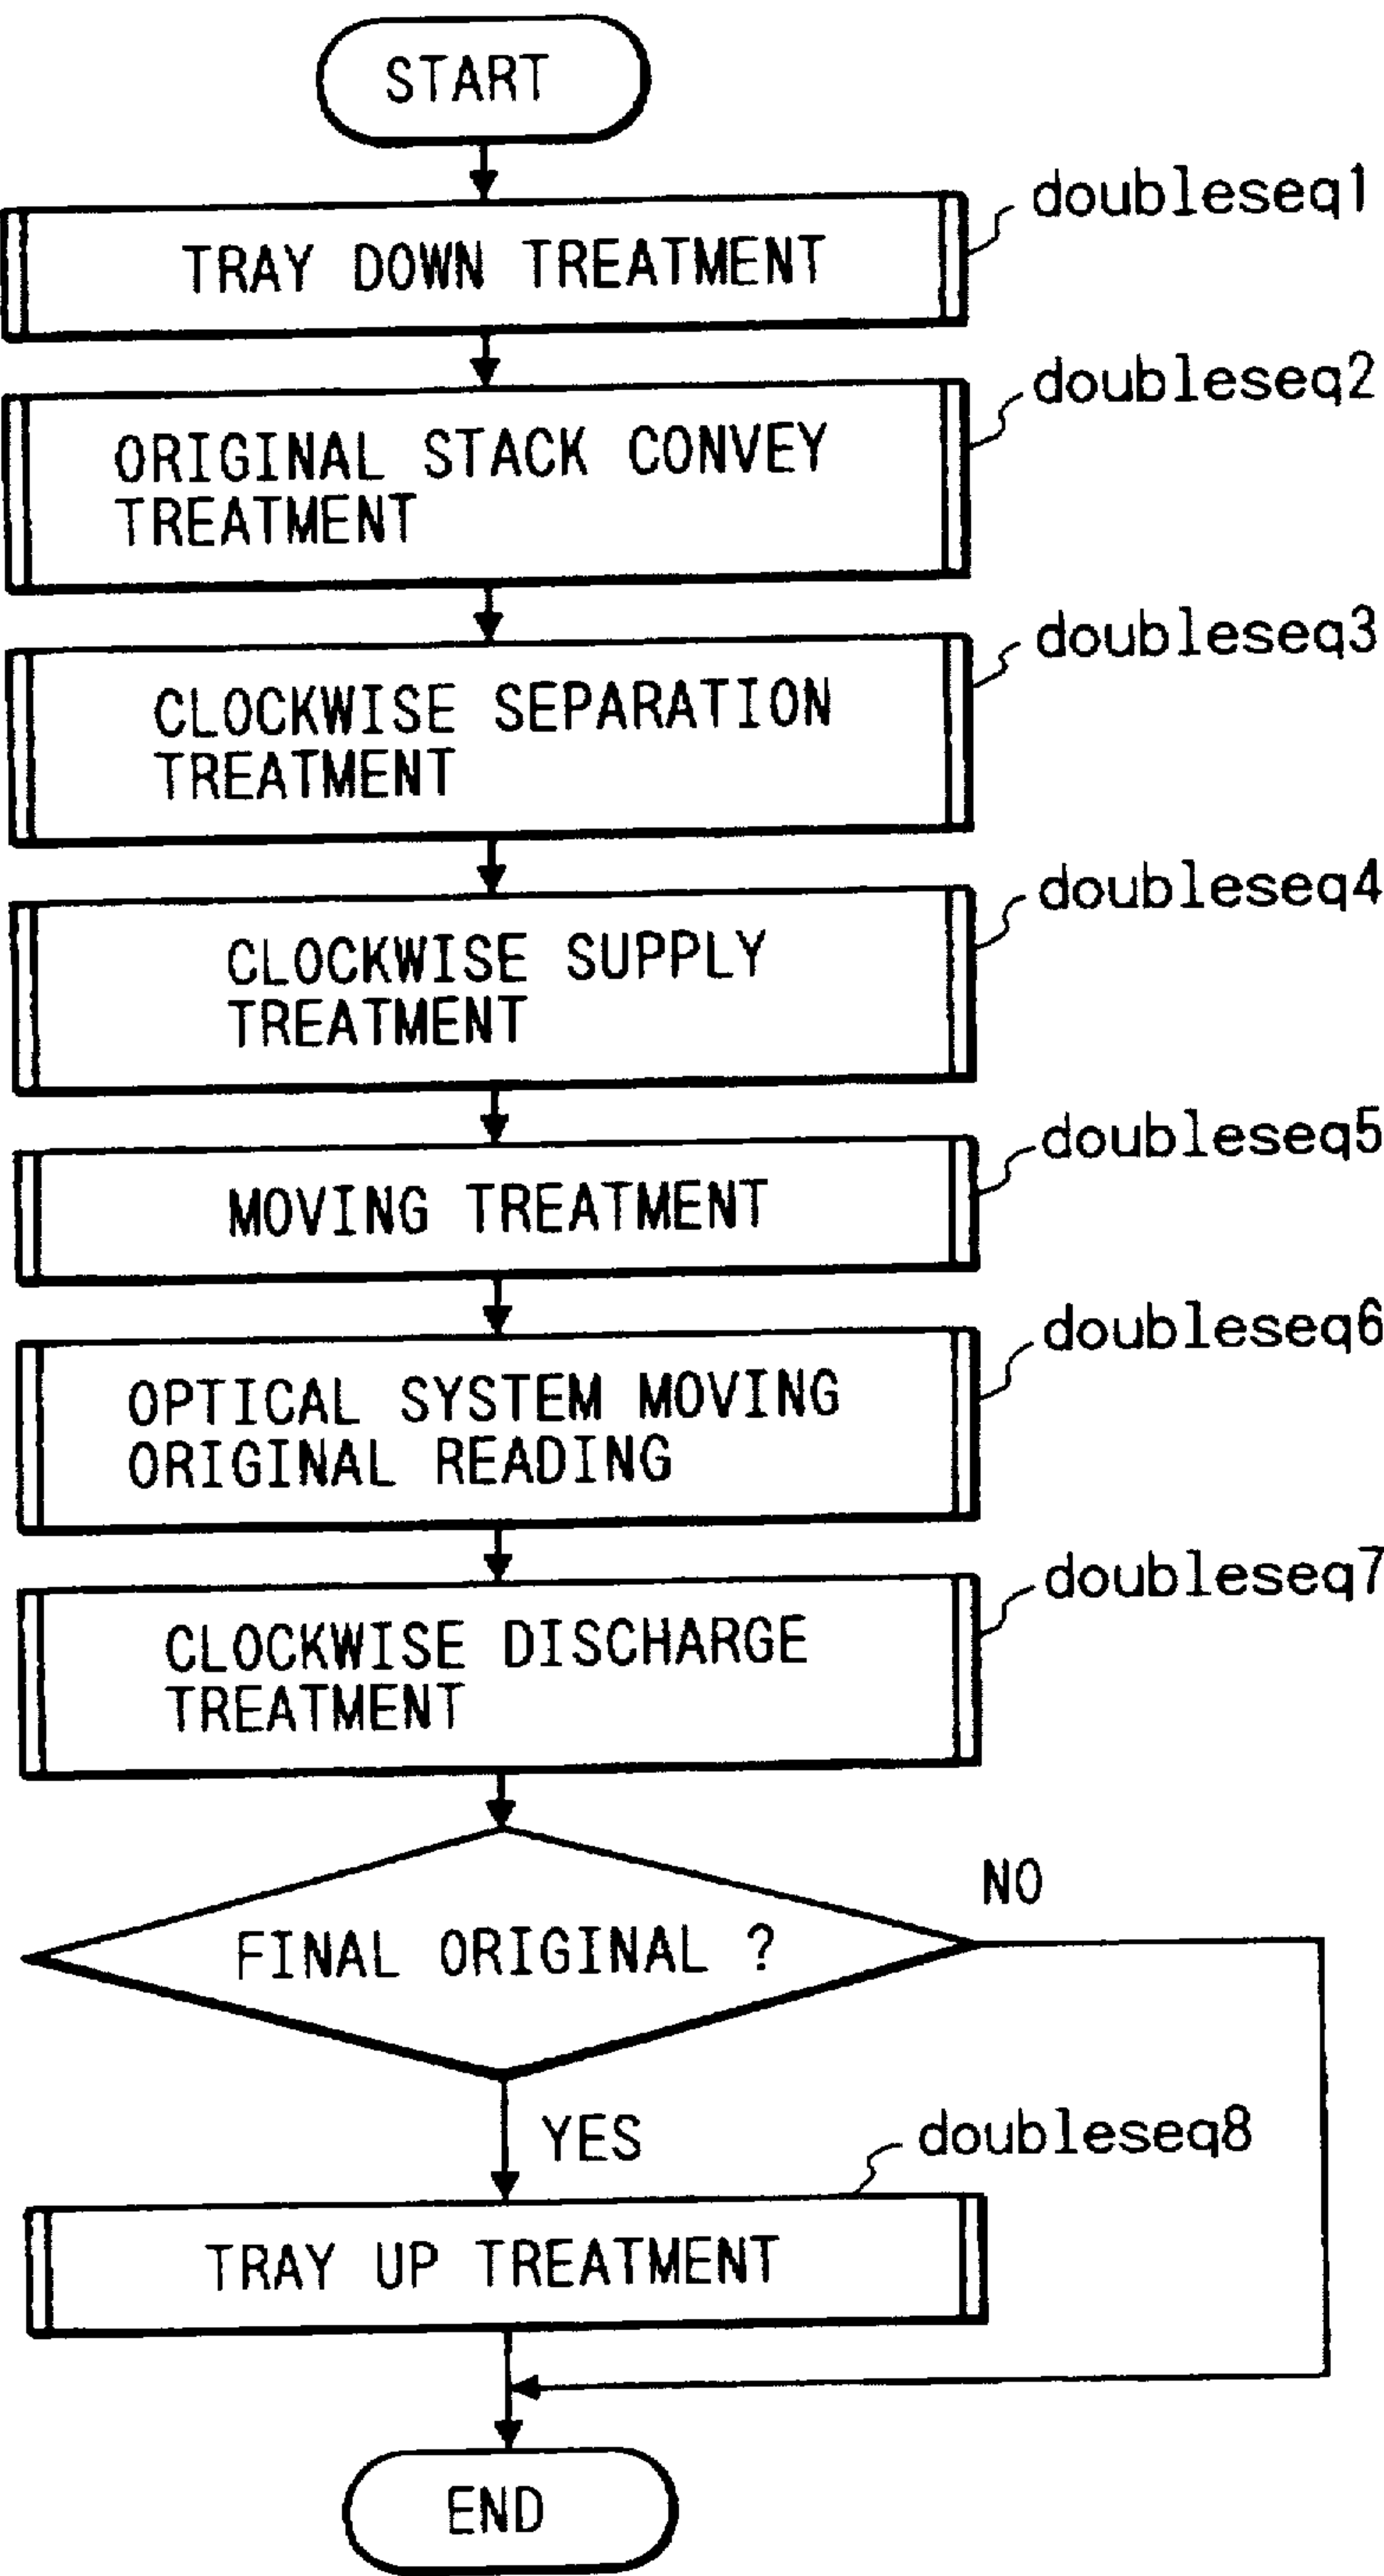 START
TRAY DOWN TREATMENT
doubleseq1
ORIGINAL STACK CONVEY
TREATMENT
doubleseq2
CLOCKWISE SEPARATION
TREATMENT
doubleseq3
CLOCKWISE SUPPLY
TREATMENT
doubleseq4
MOVING TREATMENT
doubleseq5
OPTICAL SYSTEM MOVING
ORIGINAL READING
doubleseq6
CLOCKWISE DISCHARGE
TREATMENT
doubleseq7
FINAL ORIGINAL ?
NO
YES
doubleseq8
TRAY UP TREATMENT
END